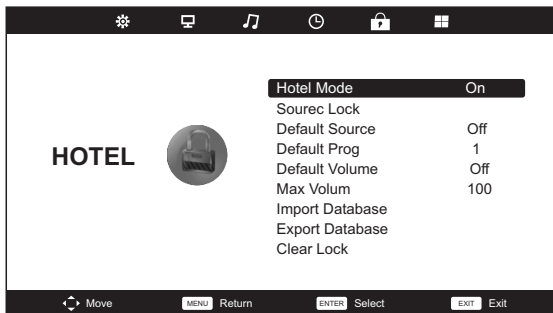 HOTEL
Hotel Mode On
Sourec Lock
Default Source Off
Default Prog 1
Default Volume Off
Max Volum 100
Import Database
Export Database
Clear Lock
Move MENU Return ENTER Select EXIT Exit